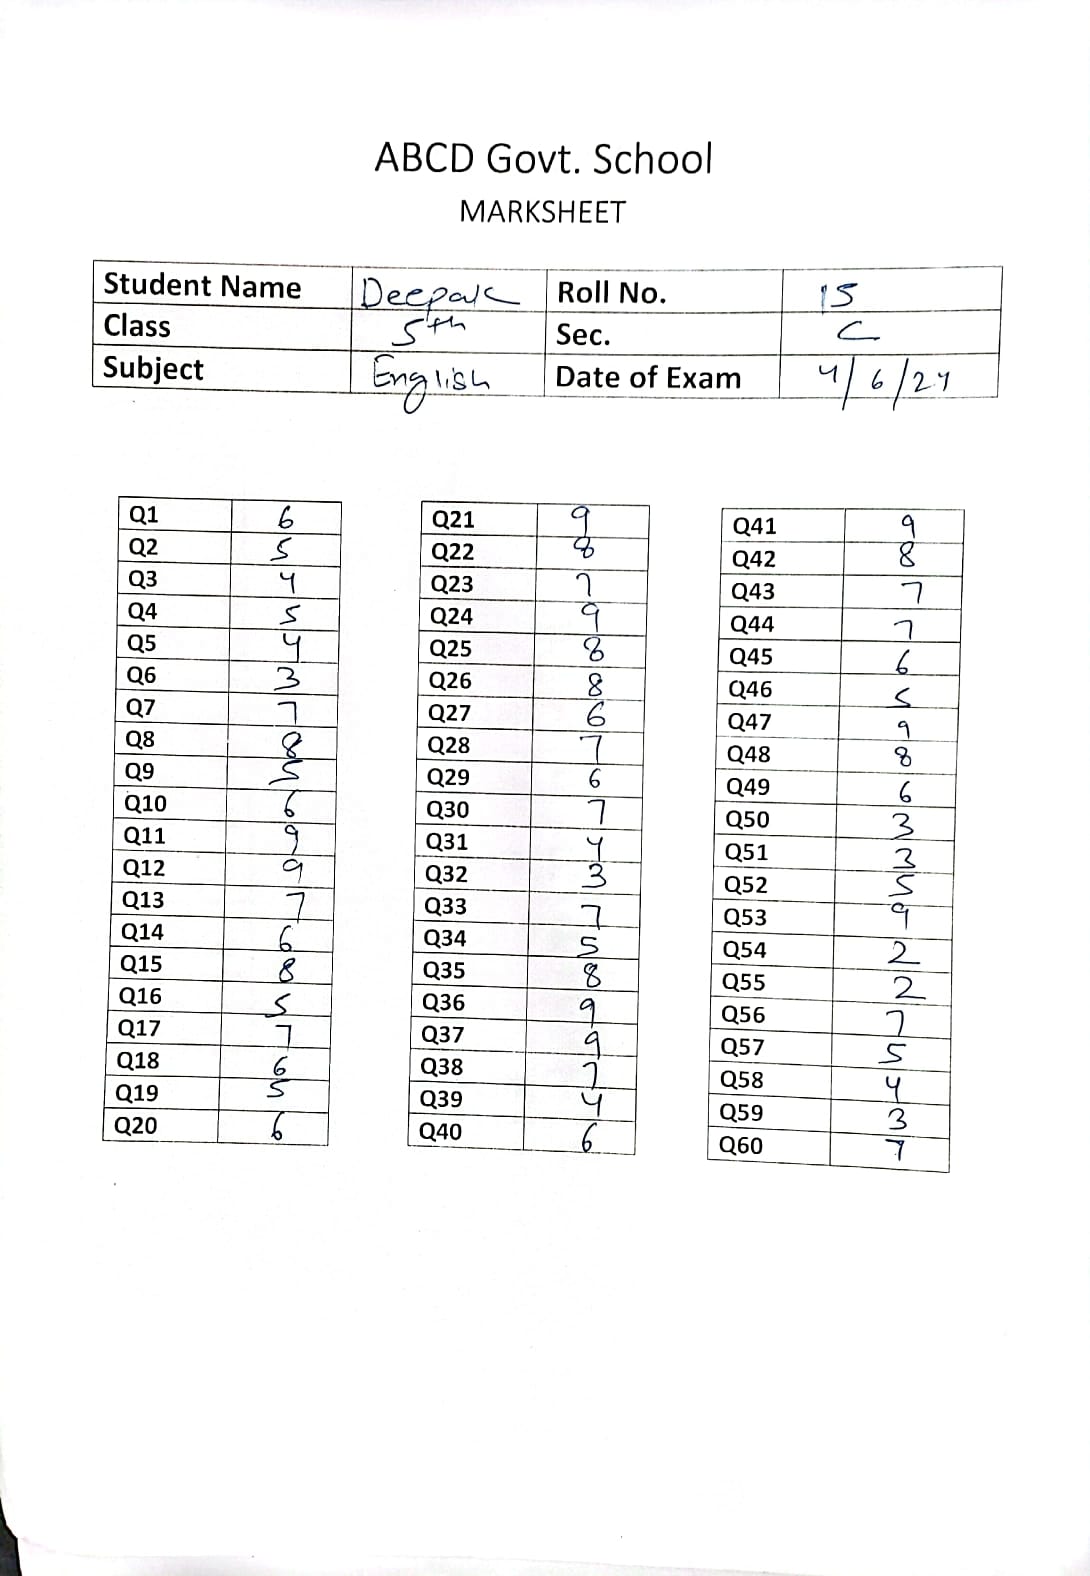 ABCD Govt. School
MARKSHEET
Student Name Deepak Roll No. 15
Class 5th Sec. C
Subject English Date of Exam 4/6/24
Q1 6 Q21 9 Q41 9
Q2 5 Q22 8 Q42 8
Q3 4 Q23 7 Q43 7
Q4 5 Q24 9 Q44 7
Q5 4 Q25 8 Q45 6
Q6 3 Q26 8 Q46 5
Q7 7 Q27 6 Q47 9
Q8 8 Q28 7 Q48 8
Q9 5 Q29 6 Q49 6
Q10 6 Q30 7 Q50 3
Q11 9 Q31 4 Q51 3
Q12 9 Q32 3 Q52 5
Q13 7 Q33 7 Q53 9
Q14 6 Q34 5 Q54 2
Q15 8 Q35 8 Q55 2
Q16 5 Q36 9 Q56 7
Q17 7 Q37 9 Q57 5
Q18 6 Q38 7 Q58 4
Q19 5 Q39 4 Q59 3
Q20 6 Q40 6 Q60 7